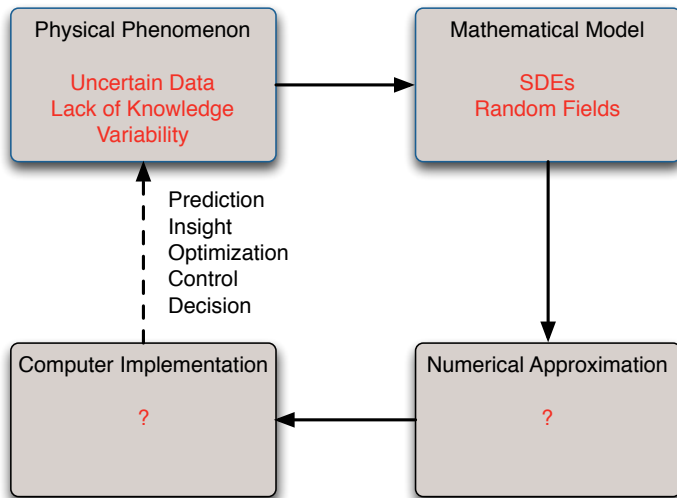 Physical Phenomenon
Uncertain Data
Lack of Knowledge
Variability
Mathematical Model
SDEs
Random Fields
Prediction
Insight
Optimization
Control
Decision
Computer Implementation
?
Numerical Approximation
?